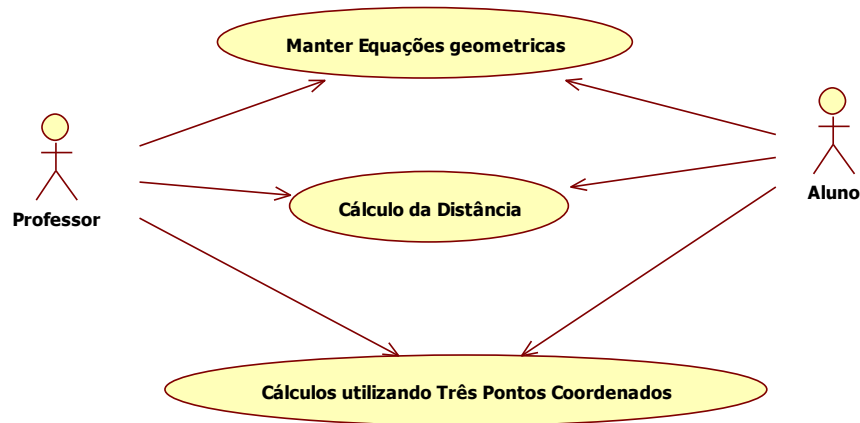 Manter Equações geometricas
Professor
Aluno
Cálculo da Distância
Cálculos utilizando Três Pontos Coordenados